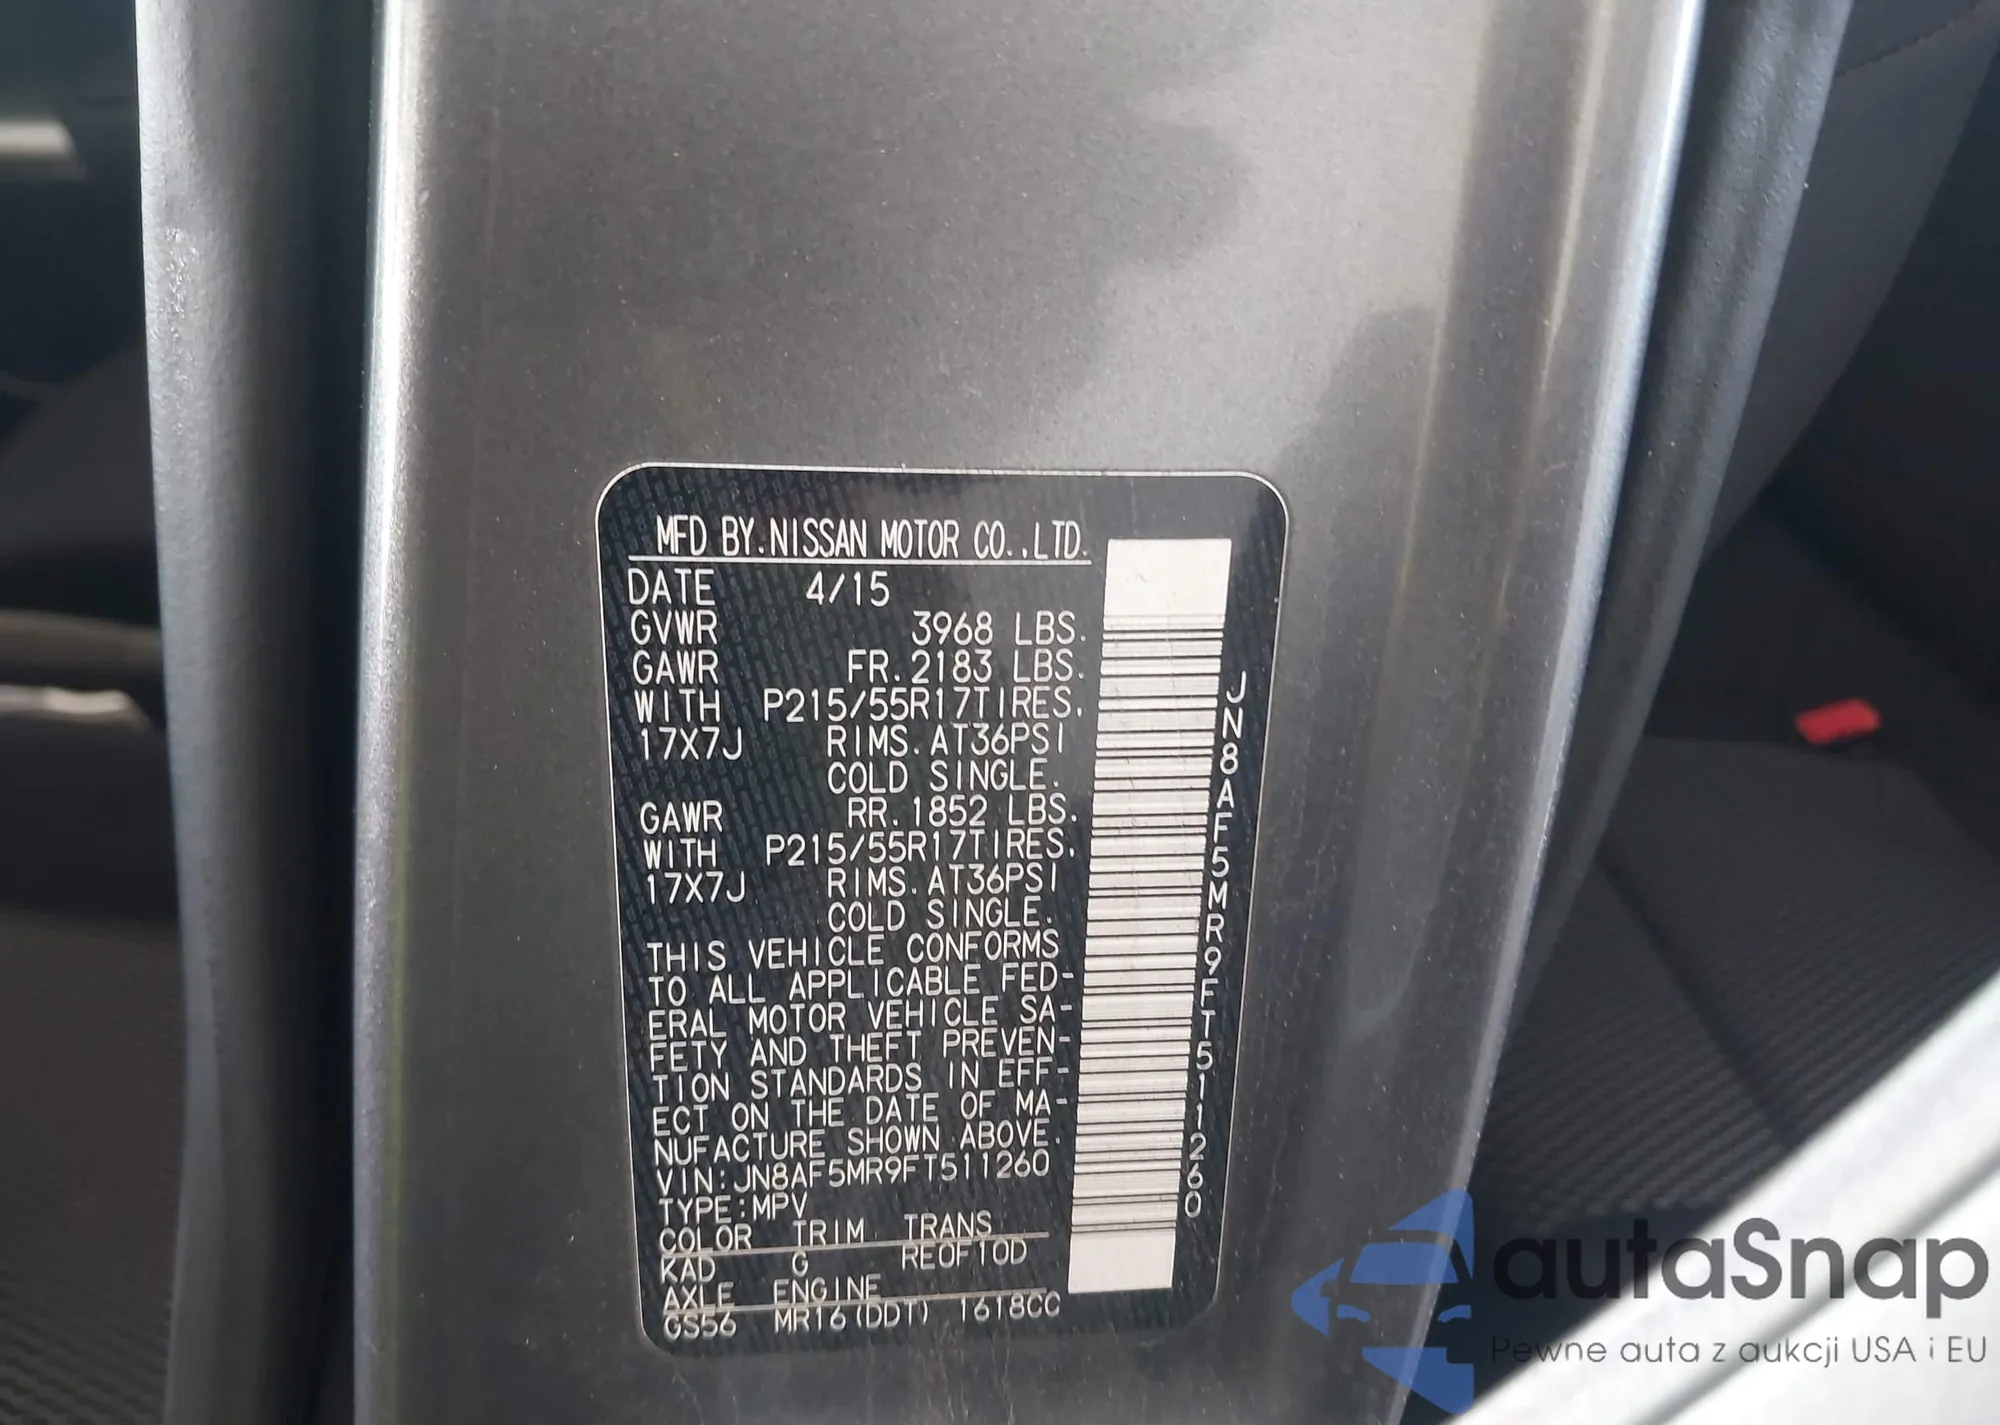 MFD BY.NISSAN MOTOR CO.,LTD.
DATE 4/15
GVWR 3968 LBS.
GAWR FR.2183 LBS.
WITH P215/55R17TIRES,
17X7J RIMS.AT36PSI
COLD SINGLE.
GAWR RR.1852 LBS.
WITH P215/55R17TIRES,
17X7J RIMS.AT36PSI
COLD SINGLE.
THIS VEHICLE CONFORMS
TO ALL APPLICABLE FED-
ERAL MOTOR VEHICLE SA-
FETY AND THEFT PREVEN-
TION STANDARDS IN EFF-
ECT ON THE DATE OF MA-
NUFACTURE SHOWN ABOVE.
VIN:JN8AF5MR9FT511260
TYPE:MPV
COLOR TRIM TRANS
KAD G RE0F10D
AXLE ENGINE
GS56 MR16(DDT) 1618CC
JN8AF5MR9FT511260
autaSnap
Pewne auta z aukcji USA i EU